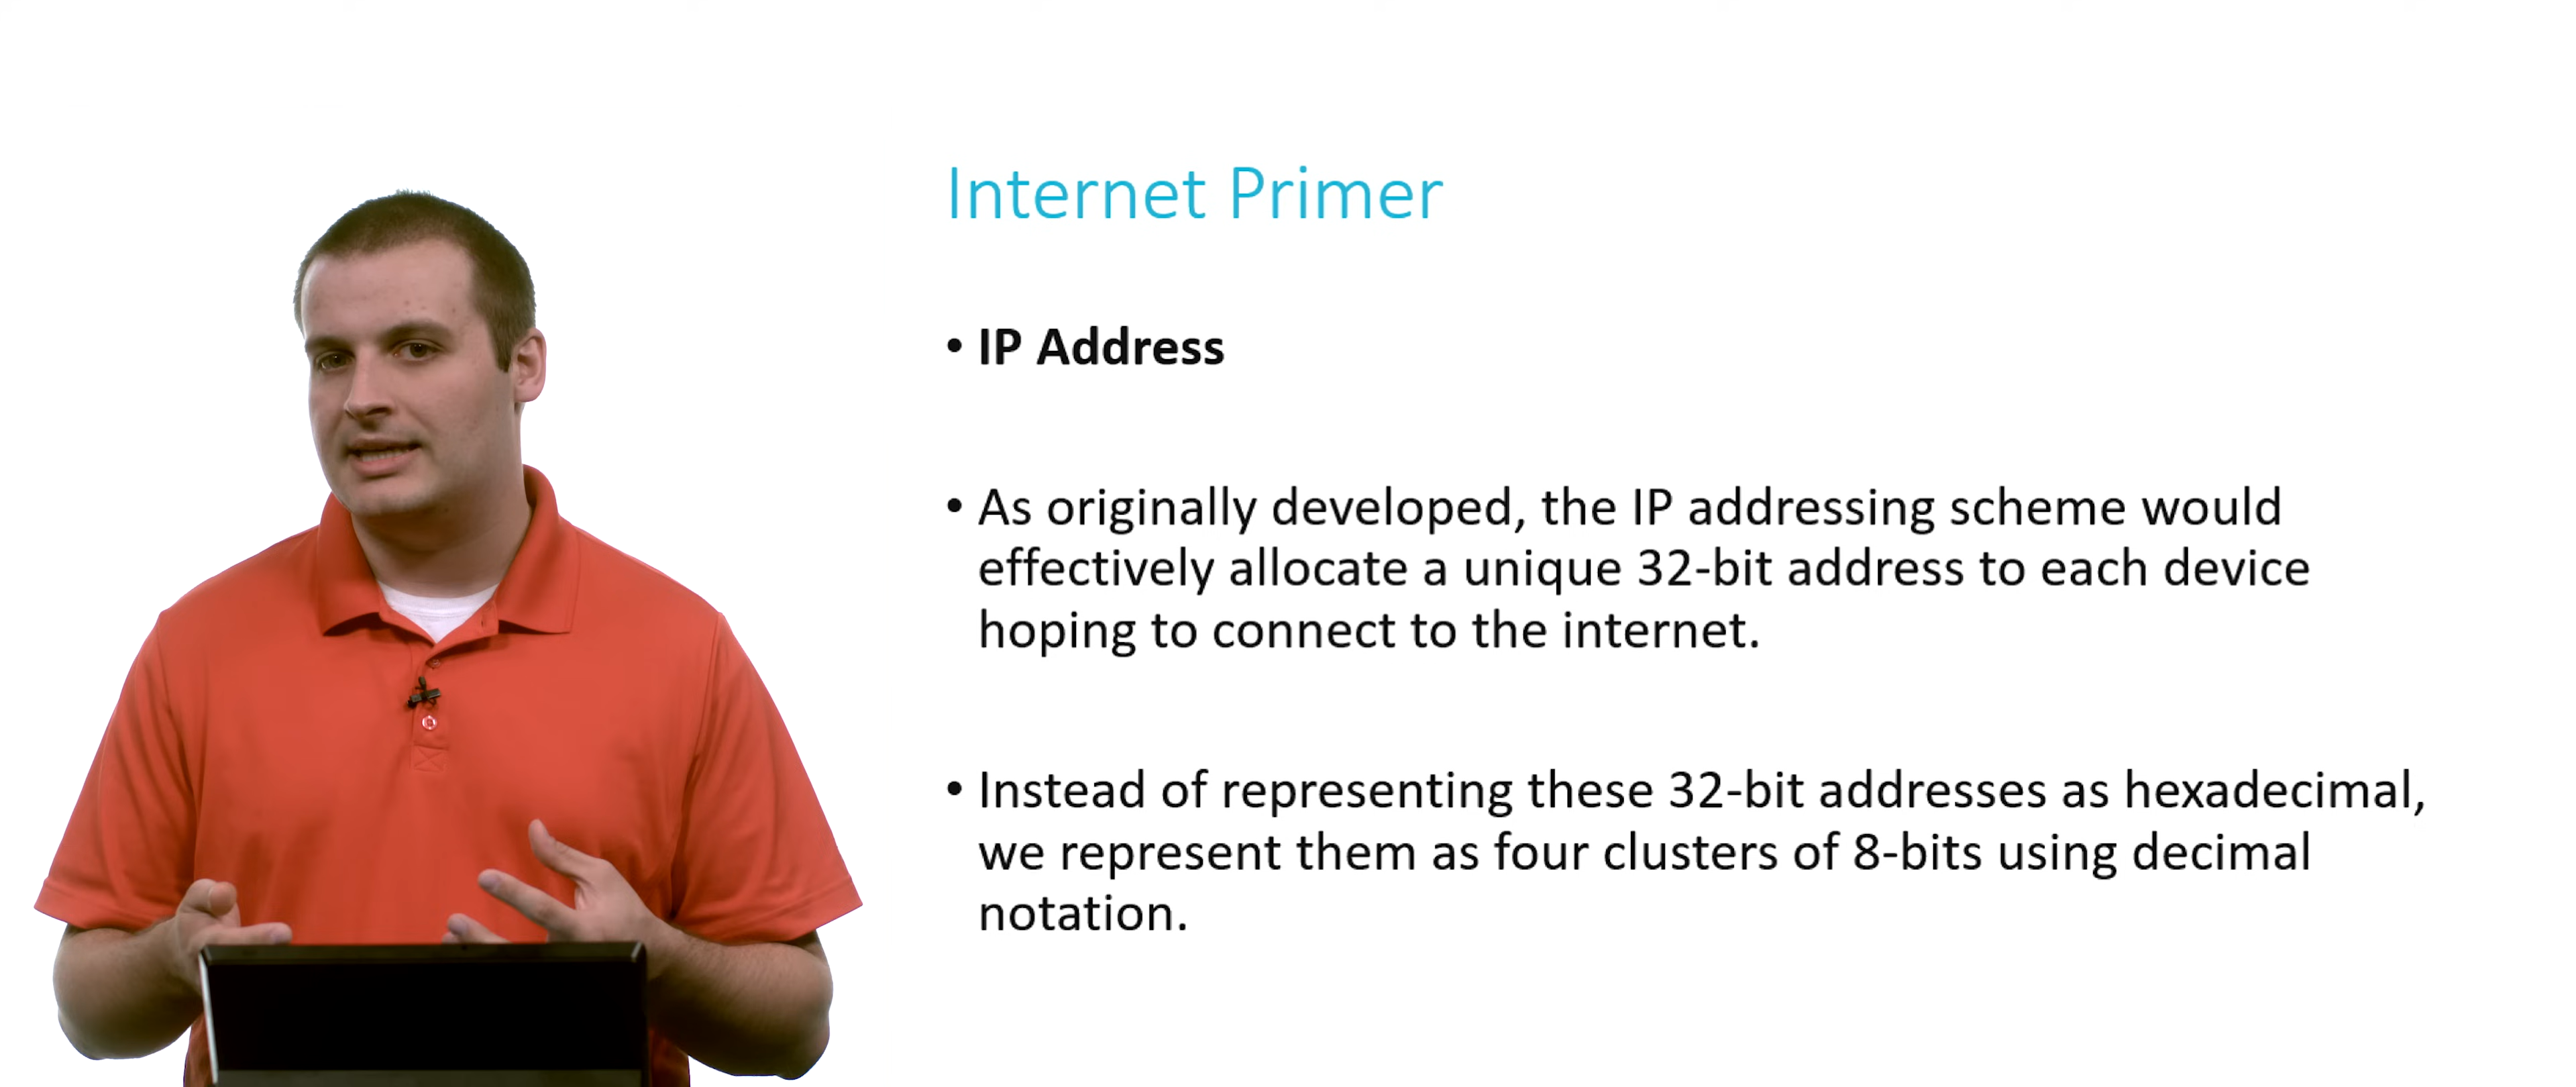 Internet Primer
• IP Address
• As originally developed, the IP addressing scheme would
effectively allocate a unique 32-bit address to each device
hoping to connect to the internet.
• Instead of representing these 32-bit addresses as hexadecimal,
we represent them as four clusters of 8-bits using decimal
notation.